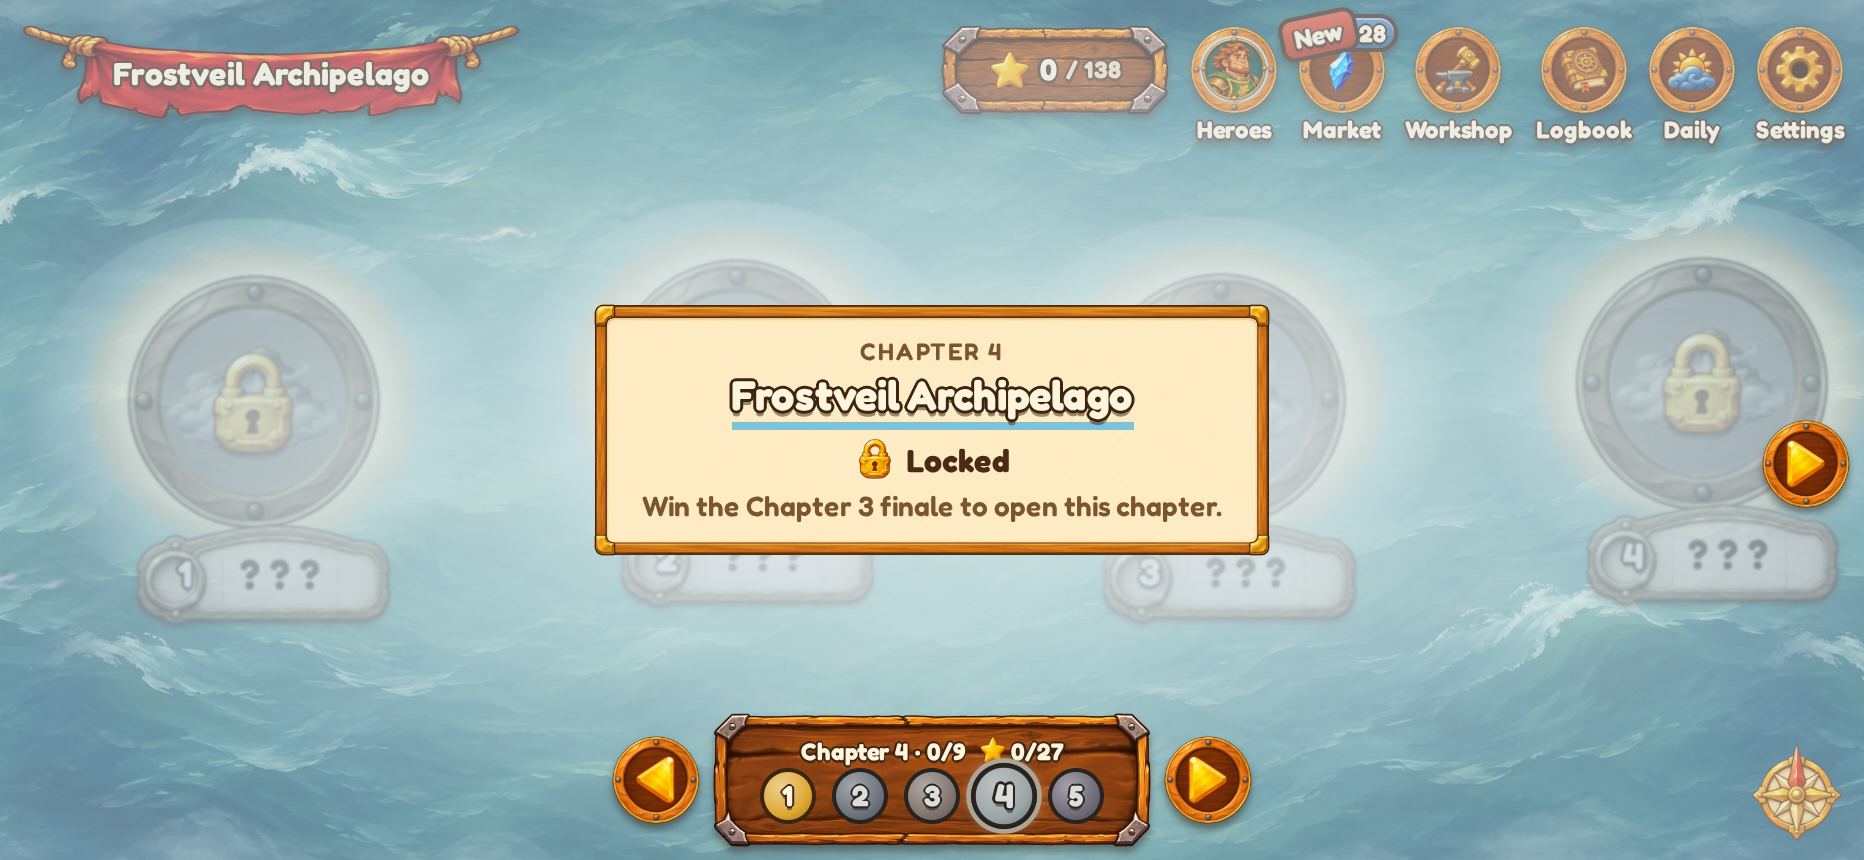 Frostveil Archipelago
0 / 138
New 28
Heroes
Market
Workshop
Logbook
Daily
Settings
CHAPTER 4
Frostveil Archipelago
Locked
Win the Chapter 3 finale to open this chapter.
1 ? ? ?
2 ? ? ?
3 ? ? ?
4 ? ? ?
Chapter 4 · 0/9 0/27
1 2 3 4 5